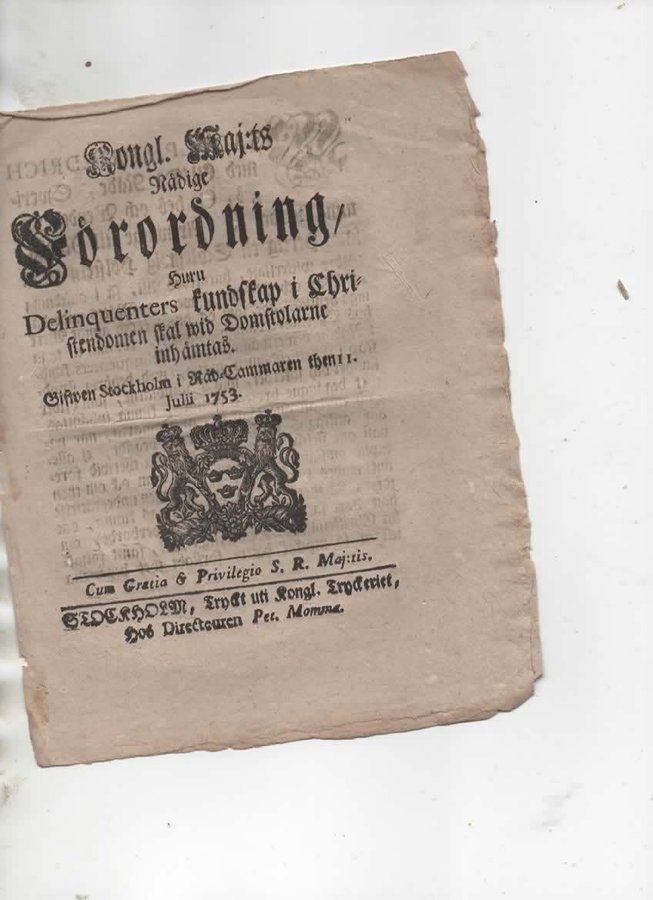 Kongl. Maj:ts
Nådige
Förordning/
Huru
Delinquenters kundskap i Chri-
stendomen skal wid Domstolarne
inhämtas.
Gifwen Stockholm i Råd-Cammaren then 11.
Julii 1753.
Cum Gratia & Privilegio S. R. Maj:tis.
STOCKHOLM, Tryckt uti Kongl. Tryckeriet,
Hos Directeuren Pet. Momma.